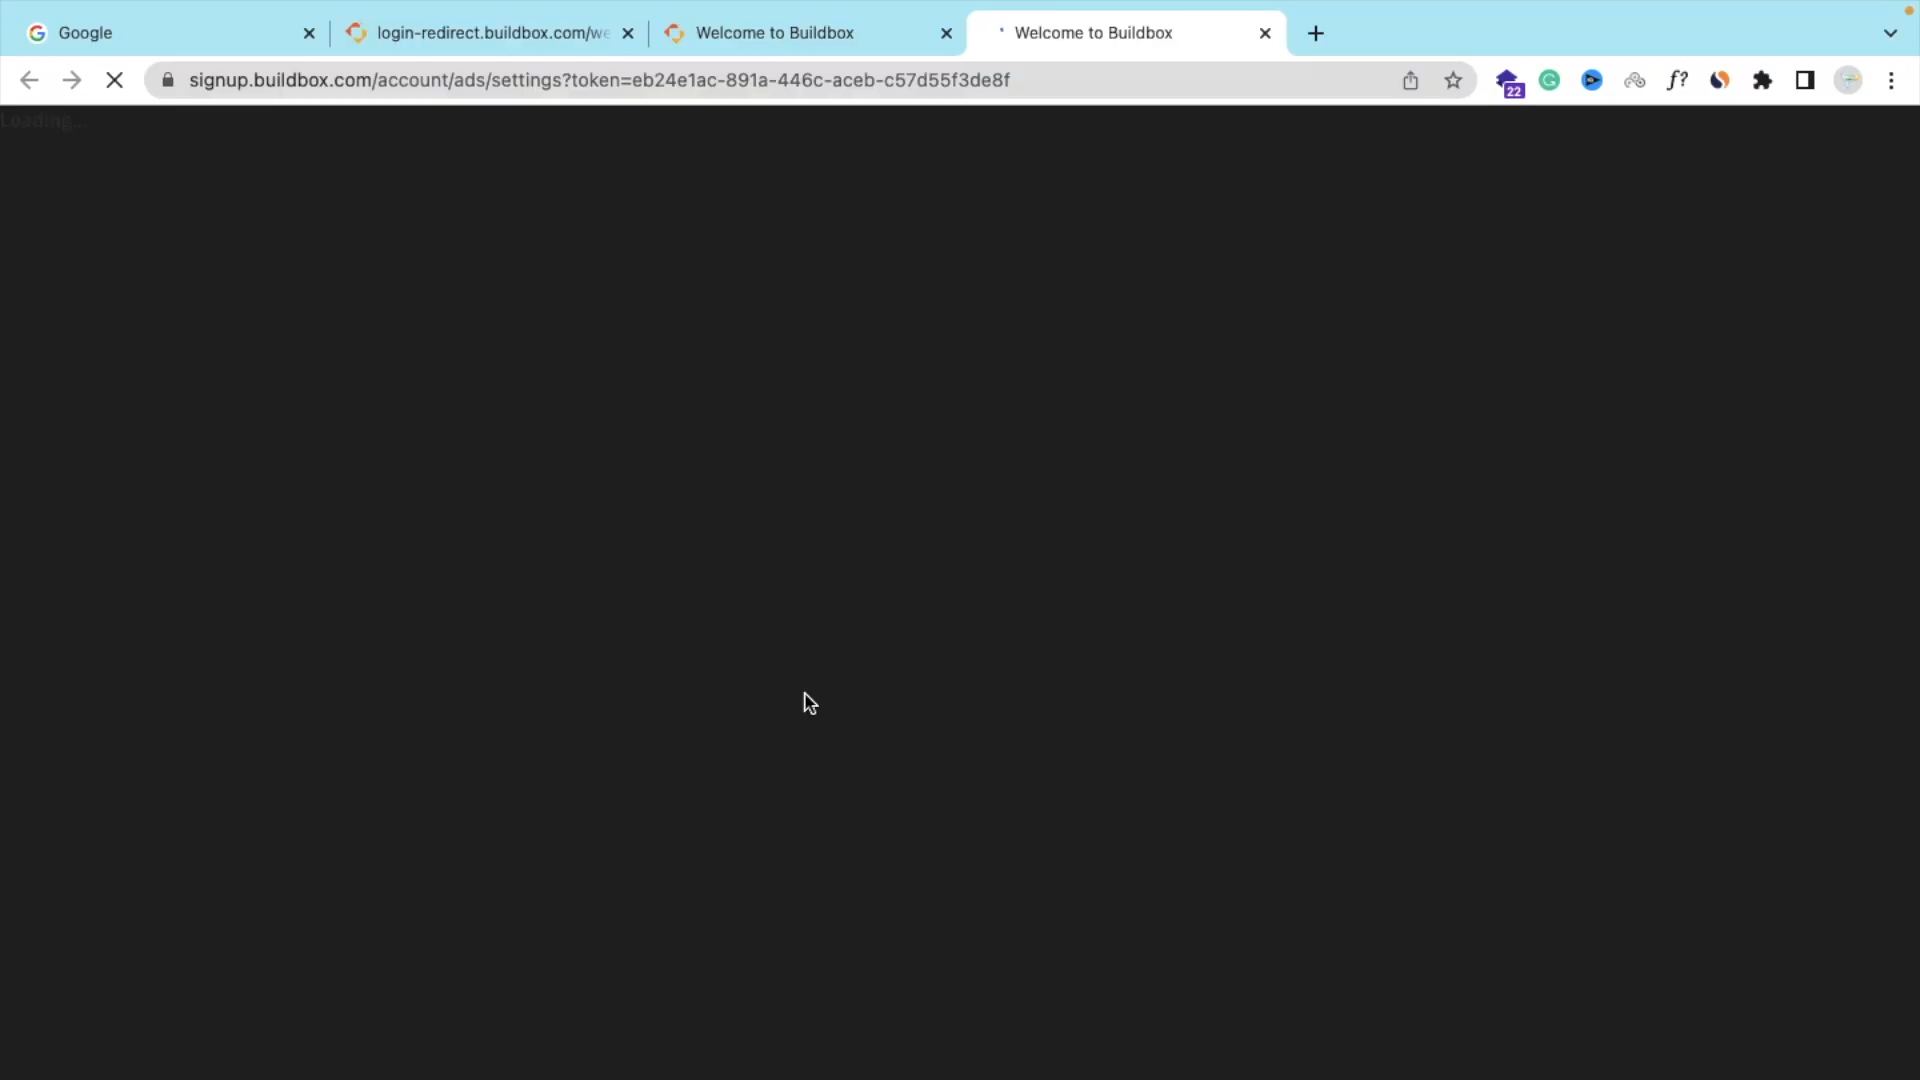 Google
login-redirect.buildbox.com/we
Welcome to Buildbox
Welcome to Buildbox
signup.buildbox.com/account/ads/settings?token=eb24e1ac-891a-446c-aceb-c57d55f3de8f
f?
22
Loading...